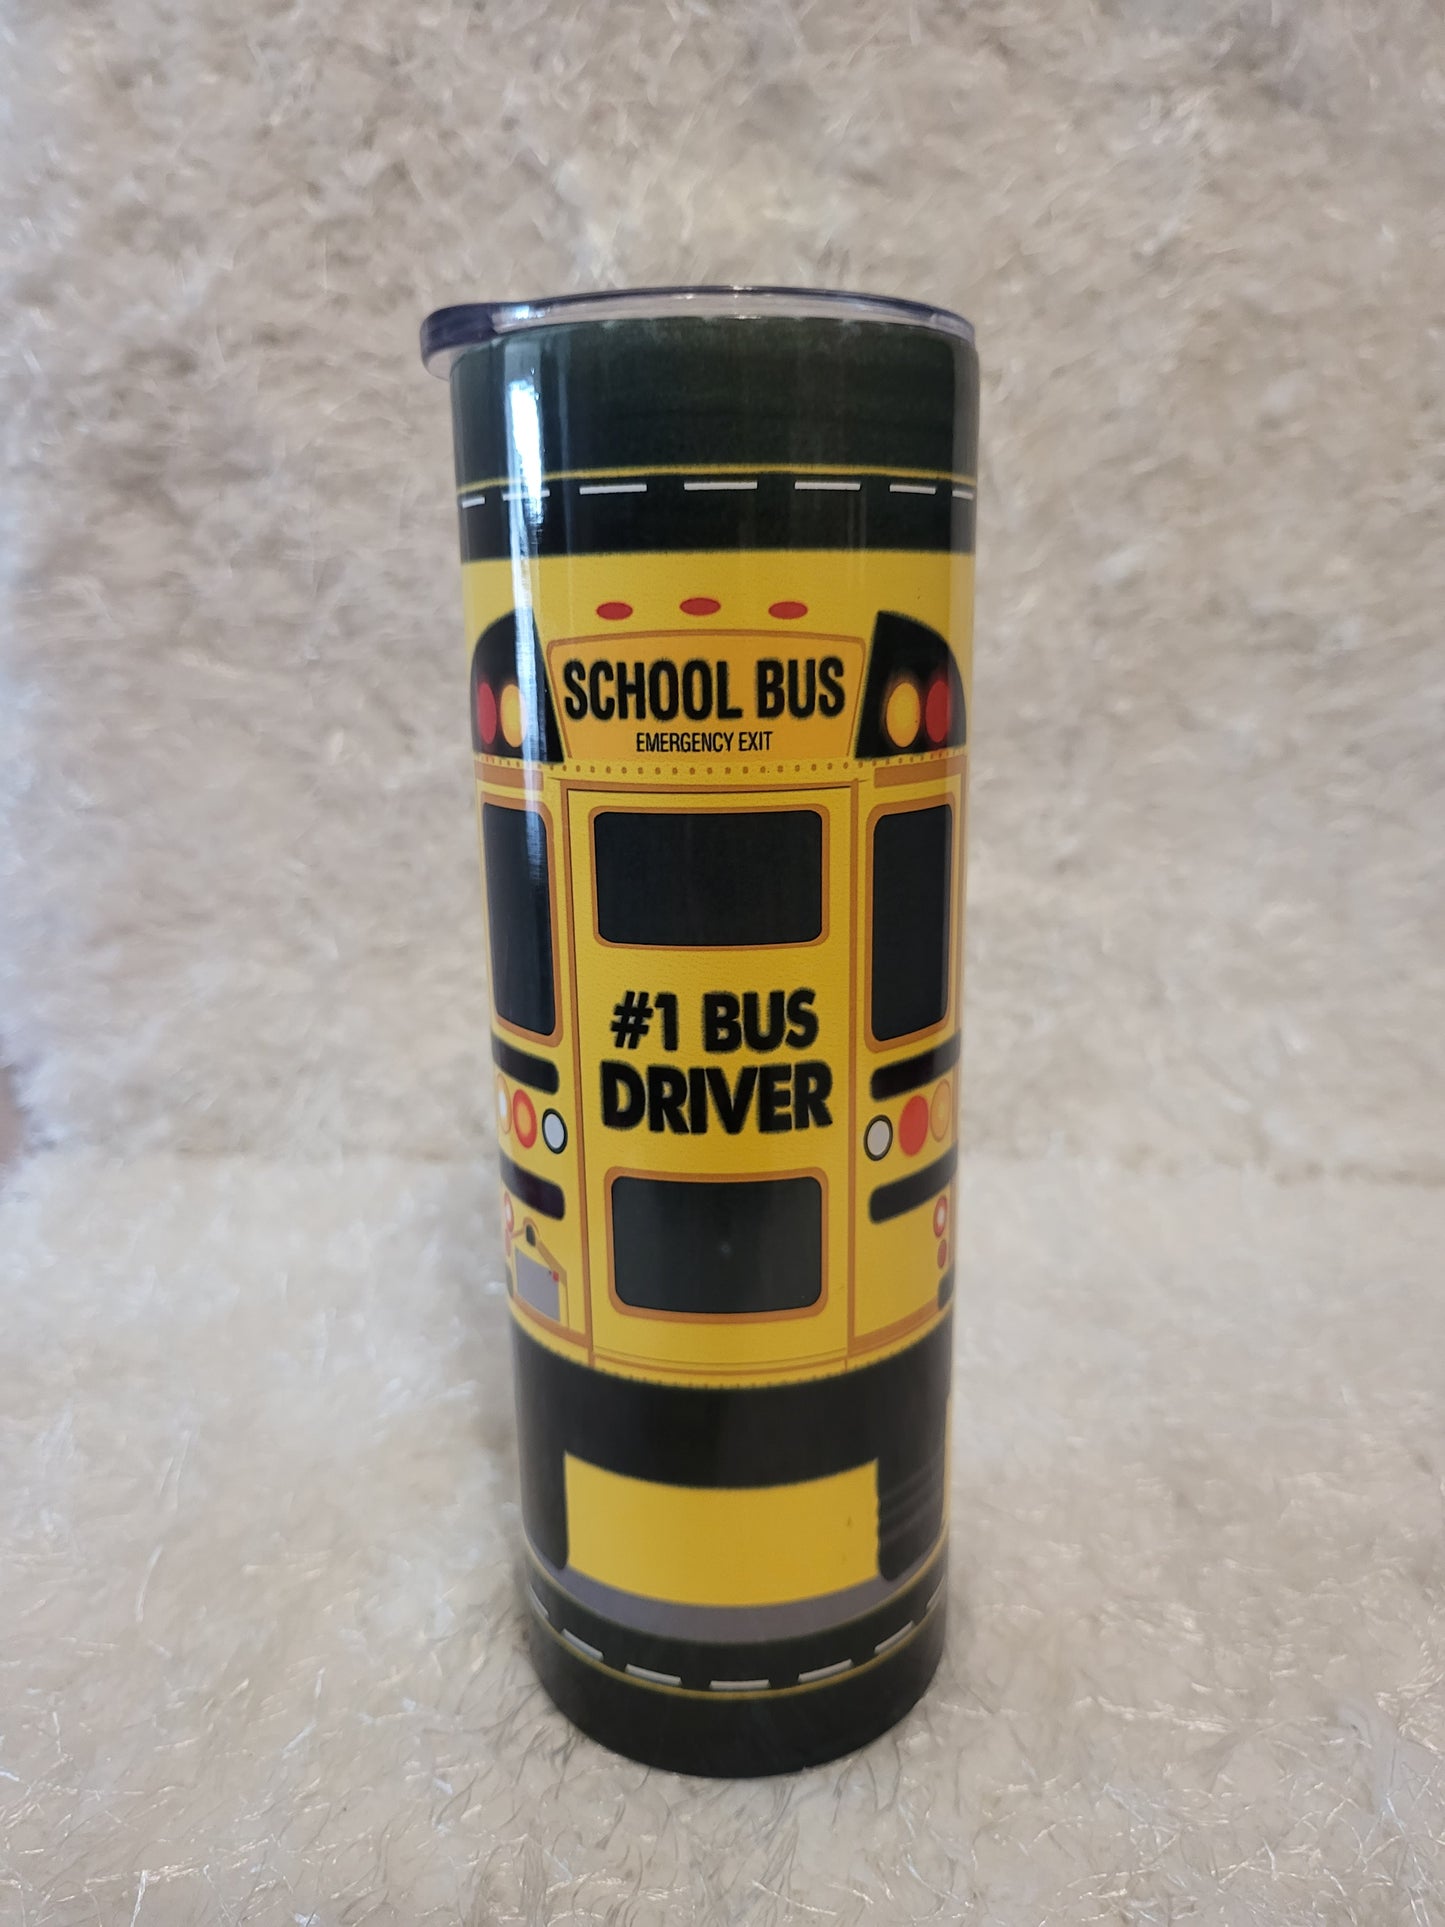 SCHOOL BUS
EMERGENCY EXIT
#1 BUS
DRIVER